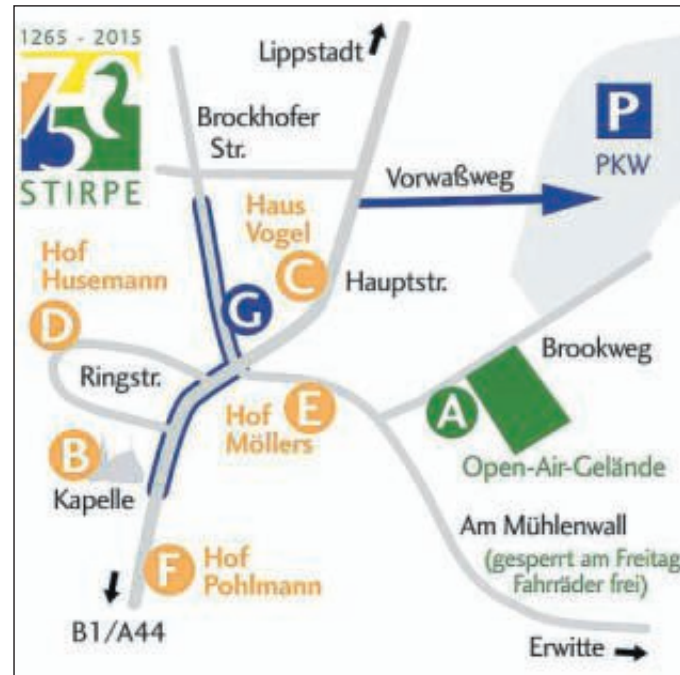 1265 - 2015
750
STIRPE
Lippstadt
Brockhofer
Str.
P
PKW
Vorwaßweg
Haus
Vogel
C
Hauptstr.
Hof
Husemann
D
G
Ringstr.
Brookweg
A
Hof
Möllers
E
B
Kapelle
Open-Air-Gelände
Am Mühlenwall
(gesperrt am Freitag
Fahrräder frei)
F
Hof
Pohlmann
B1/A44
Erwitte